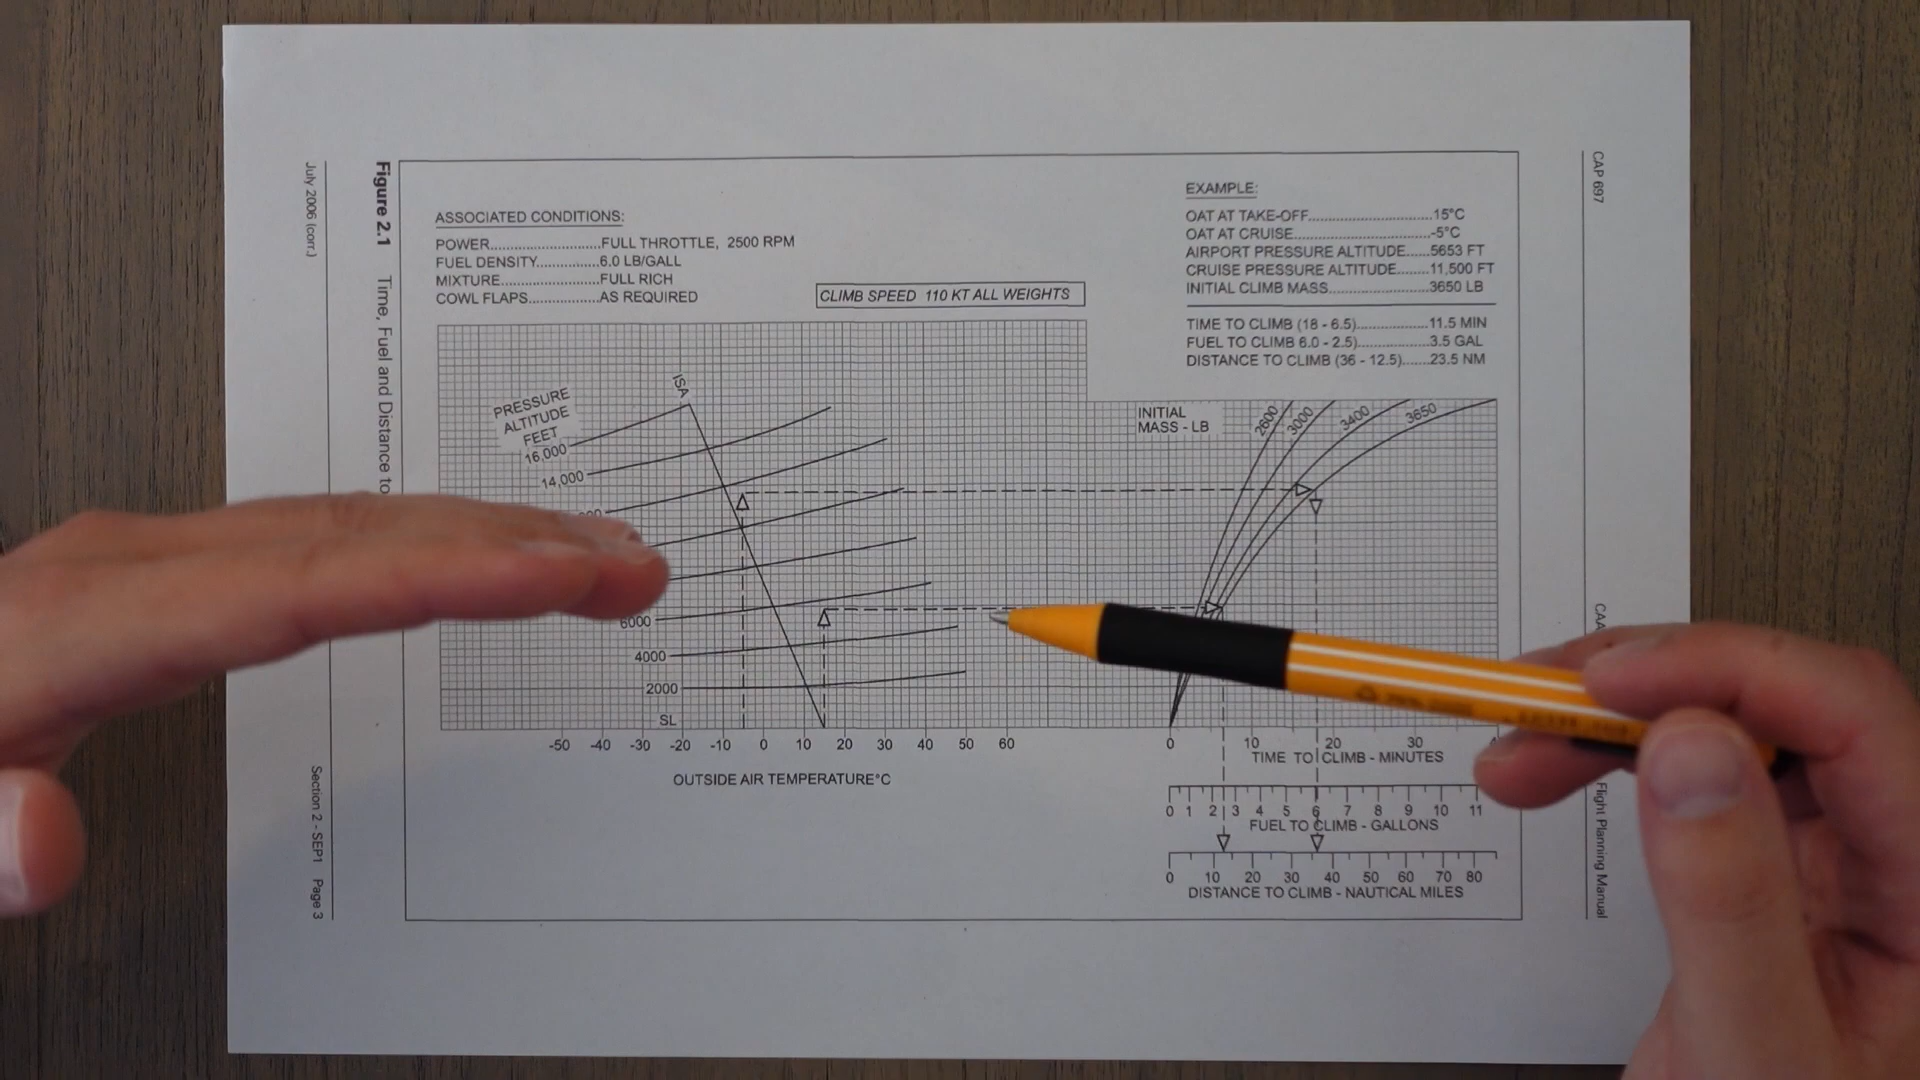 CAP 697
CAA
Flight Planning Manual
EXAMPLE:
OAT AT TAKE-OFF..............................15°C
OAT AT CRUISE.................................-5°C
AIRPORT PRESSURE ALTITUDE......5653 FT
CRUISE PRESSURE ALTITUDE........11,500 FT
INITIAL CLIMB MASS.........................3650 LB
TIME TO CLIMB (18 - 6.5)..................11.5 MIN
FUEL TO CLIMB 6.0 - 2.5)..................3.5 GAL
DISTANCE TO CLIMB (36 - 12.5)......23.5 NM
ASSOCIATED CONDITIONS:
POWER...........................FULL THROTTLE, 2500 RPM
FUEL DENSITY...............6.0 LB/GALL
MIXTURE........................FULL RICH
COWL FLAPS.................AS REQUIRED
CLIMB SPEED 110 KT ALL WEIGHTS
PRESSURE
ALTITUDE
FEET
ISA
16,000
14,000
6000
4000
2000
SL
-50 -40 -30 -20 -10 0 10 20 30 40 50 60
OUTSIDE AIR TEMPERATURE°C
INITIAL
MASS - LB
2600 3000 3400 3650
0 10 20 30
TIME TO CLIMB - MINUTES
0 1 2 3 4 5 6 7 8 9 10 11
FUEL TO CLIMB - GALLONS
0 10 20 30 40 50 60 70 80
DISTANCE TO CLIMB - NAUTICAL MILES
Figure 2.1 Time, Fuel and Distance to
July 2006 (corr.)
Section 2 - SEP1 Page 3